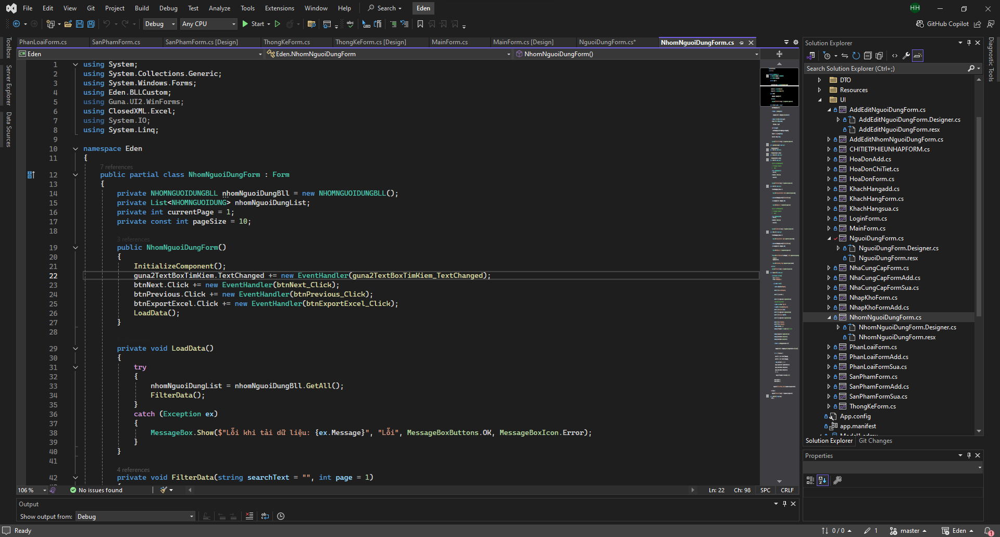 File Edit View Git Project Build Debug Test Analyze Tools Extensions Window Help Search Eden HH
Debug Any CPU Start GitHub Copilot
PhanLoaiForm.cs SanPhamForm.cs SanPhamForm.cs [Design] ThongKeForm.cs ThongKeForm.cs [Design] MainForm.cs MainForm.cs [Design] NguoiDungForm.cs* NhomNguoiDungForm.cs
Eden Eden.NhomNguoiDungForm NhomNguoiDungForm()
Toolbox
Server Explorer
Data Sources
1 using System;
2 using System.Collections.Generic;
3 using System.Windows.Forms;
4 using Eden.BLLCustom;
5 using Guna.UI2.WinForms;
6 using ClosedXML.Excel;
7 using System.IO;
8 using System.Linq;
9
10 namespace Eden
11 {
7 references
12 public partial class NhomNguoiDungForm : Form
13 {
14 private NHOMNGUOIDUNGBLL nhomNguoiDungBll = new NHOMNGUOIDUNGBLL();
15 private List<NHOMNGUOIDUNG> nhomNguoiDungList;
16 private int currentPage = 1;
17 private const int pageSize = 10;
18
3 references
19 public NhomNguoiDungForm()
20 {
21 InitializeComponent();
22 guna2TextBoxTimKiem.TextChanged += new EventHandler(guna2TextBoxTimKiem_TextChanged);
23 btnNext.Click += new EventHandler(btnNext_Click);
24 btnPrevious.Click += new EventHandler(btnPrevious_Click);
25 btnExportExcel.Click += new EventHandler(btnExportExcel_Click);
26 LoadData();
27 }
28
29 private void LoadData()
30 {
31 try
32 {
33 nhomNguoiDungList = nhomNguoiDungBll.GetAll();
34 FilterData();
35 }
36 catch (Exception ex)
37 {
38 MessageBox.Show($"Lỗi khi tải dữ liệu: {ex.Message}", "Lỗi", MessageBoxButtons.OK, MessageBoxIcon.Error);
39 }
40 }
41
4 references
42 private void FilterData(string searchText = "", int page = 1)
106 % No issues found Ln: 22 Ch: 98 SPC CRLF
Output
Show output from: Debug
Solution Explorer
Search Solution Explorer (Ctrl+;)
DTO
Resources
UI
AddEditNguoiDungForm.cs
AddEditNguoiDungForm.Designer.cs
AddEditNguoiDungForm.resx
AddEditNhomNguoiDungForm.cs
CHITIETPHIEUNHAPFORM.cs
HoaDonAdd.cs
HoaDonChiTiet.cs
HoaDonForm.cs
KhachHangadd.cs
KhachHangForm.cs
KhachHangsua.cs
LoginForm.cs
MainForm.cs
NguoiDungForm.cs
NguoiDungForm.Designer.cs
NguoiDungForm.resx
NhaCungCapForm.cs
NhaCungCapFormAdd.cs
NhaCungCapFormSua.cs
NhapKhoForm.cs
NhapKhoFormAdd.cs
NhomNguoiDungForm.cs
NhomNguoiDungForm.Designer.cs
NhomNguoiDungForm.resx
PhanLoaiForm.cs
PhanLoaiFormAdd.cs
PhanLoaiFormSua.cs
SanPhamForm.cs
SanPhamFormAdd.cs
SanPhamFormSua.cs
ThongKeForm.cs
App.config
app.manifest
Solution Explorer Git Changes
Properties
Diagnostic Tools
Ready 0 / 0 1 master Eden 1